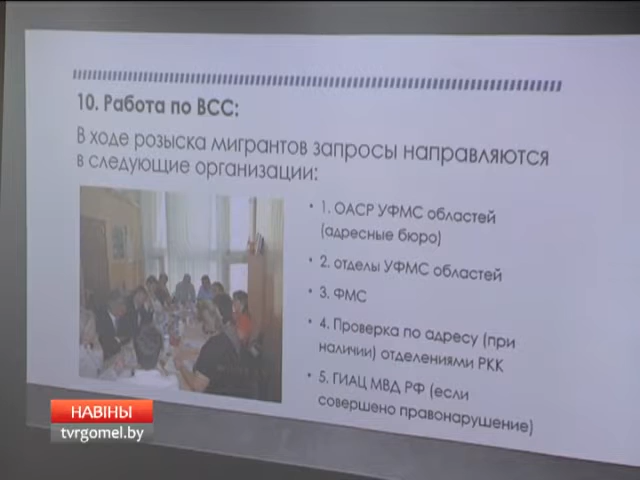 10. Работа по ВСС:
В ходе розыска мигрантов запросы направляются
в следующие организации:
• 1. ОАСР УФМС областей
(адресные бюро)
• 2. отделы УФМС областей
• 3. ФМС
• 4. Проверка по адресу (при
наличии) отделениями РКК
• 5. ГИАЦ МВД РФ (если
совершено правонарушение)
НАВІНЫ
tvrgomel.by